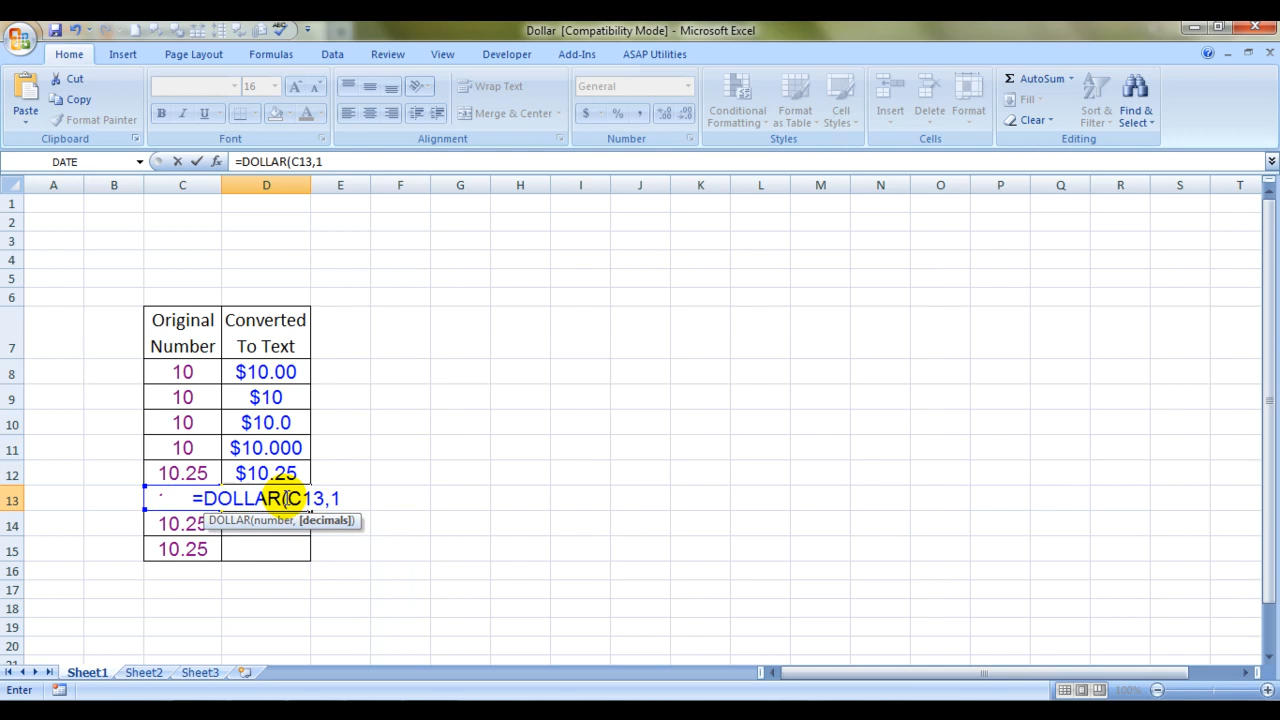 Dollar [Compatibility Mode] - Microsoft Excel
Home Insert Page Layout Formulas Data Review View Developer Add-Ins ASAP Utilities
Paste
Cut
Copy
Format Painter
16
A A
B I U A
Wrap Text
Merge & Center
General
$ % ,
Conditional Formatting
Format as Table
Cell Styles
Insert Delete Format
AutoSum
Fill
Clear
Sort & Filter
Find & Select
Clipboard Font Alignment Number Styles Cells Editing
DATE fx =DOLLAR(C13,1
A B C D E F G H I J K L M N O P Q R S T
1
2
3
4
5
6
7 Original Number Converted To Text
8 10 $10.00
9 10 $10
10 10 $10.0
11 10 $10.000
12 10.25 $10.25
13 =DOLLAR(C13,1
DOLLAR(number, [decimals])
14 10.25
15 10.25
16
17
18
19
20
21
Sheet1 Sheet2 Sheet3
Enter 100%